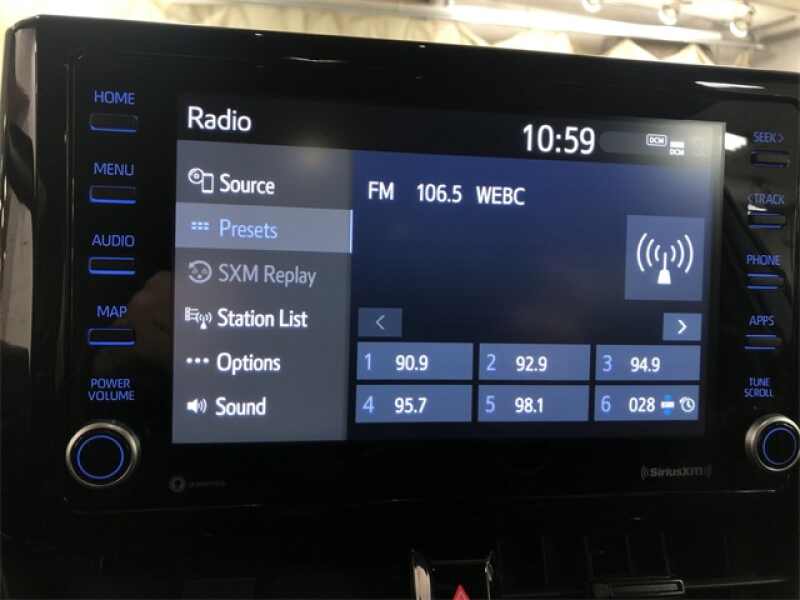 HOME
MENU
AUDIO
MAP
POWER
VOLUME
Radio
10:59
DCM
DCM
Source
Presets
SXM Replay
Station List
Options
Sound
FM 106.5 WEBC
<
>
1 90.9
2 92.9
3 94.9
4 95.7
5 98.1
6 028
SEEK>
<TRACK
PHONE
APPS
TUNE
SCROLL
((SiriusXM))